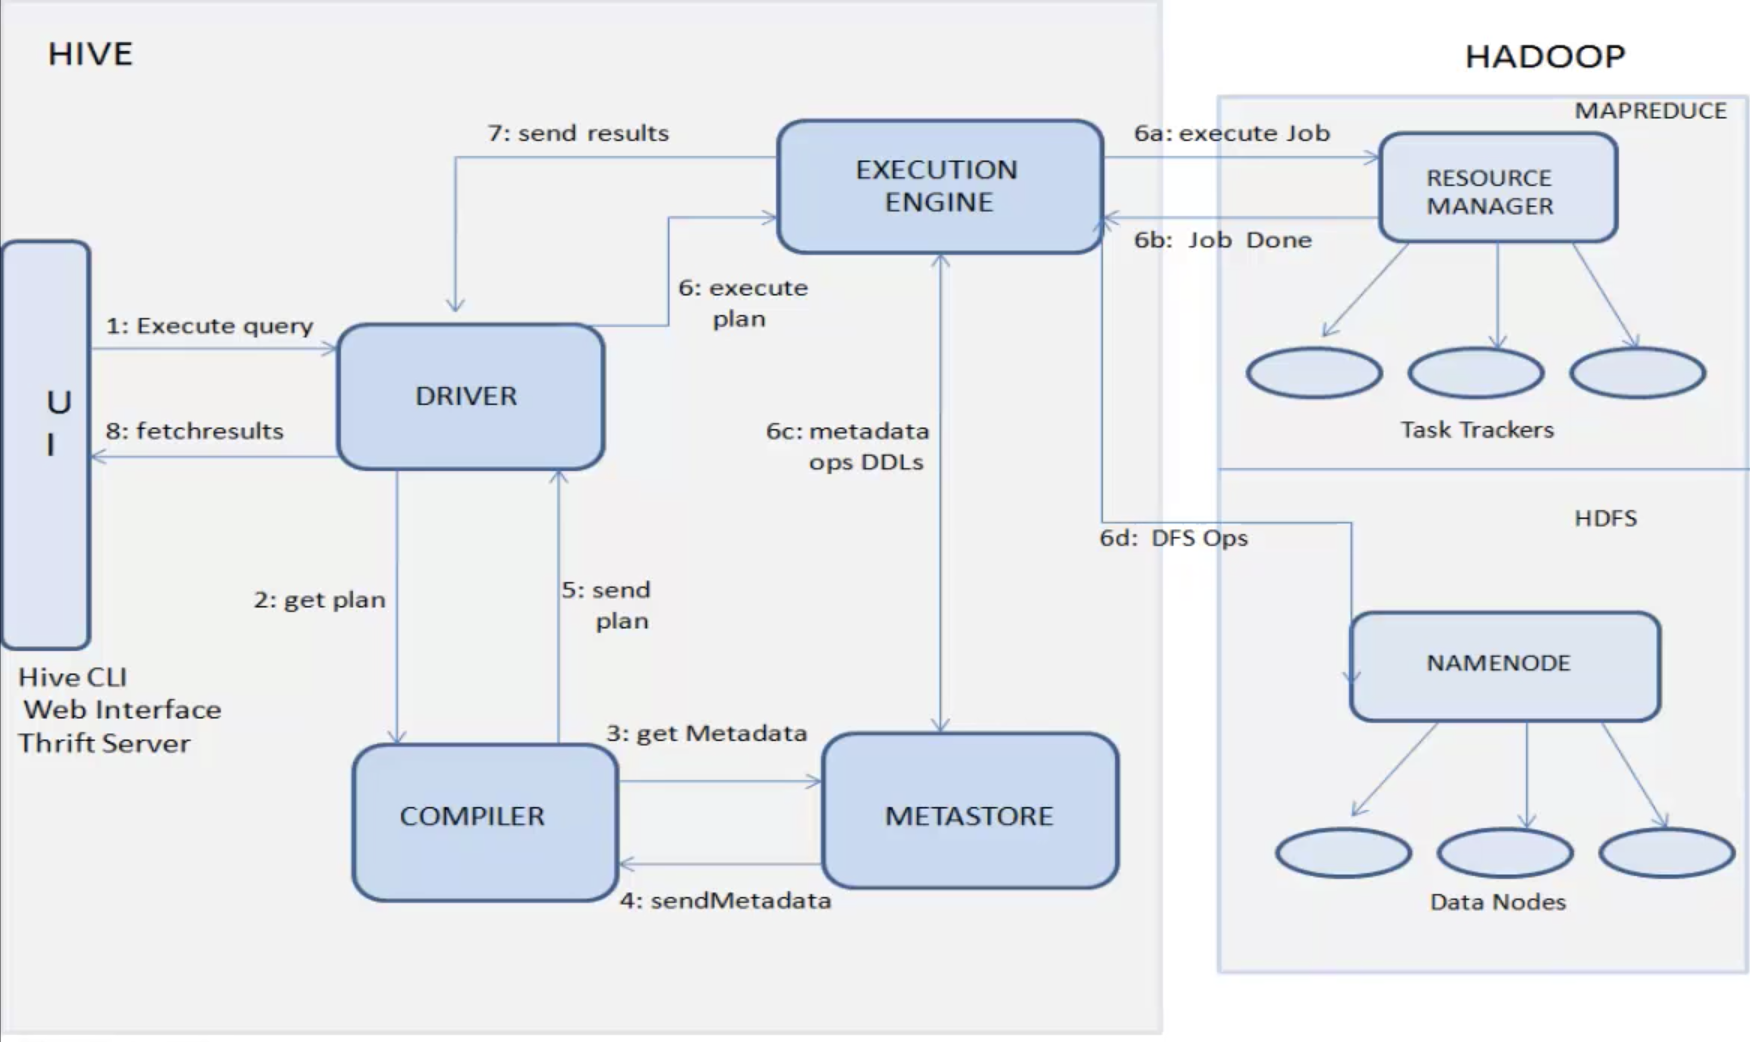 HIVE
HADOOP
MAPREDUCE
7: send results
EXECUTION
ENGINE
6a: execute Job
RESOURCE
MANAGER
6b:  Job  Done
6: execute
plan
1: Execute query
DRIVER
U
I
8: fetchresults
6c: metadata
ops DDLs
Task Trackers
HDFS
6d:  DFS Ops
2: get plan
5: send
plan
NAMENODE
Hive CLI
Web Interface
Thrift Server
3: get Metadata
COMPILER
METASTORE
4: sendMetadata
Data Nodes